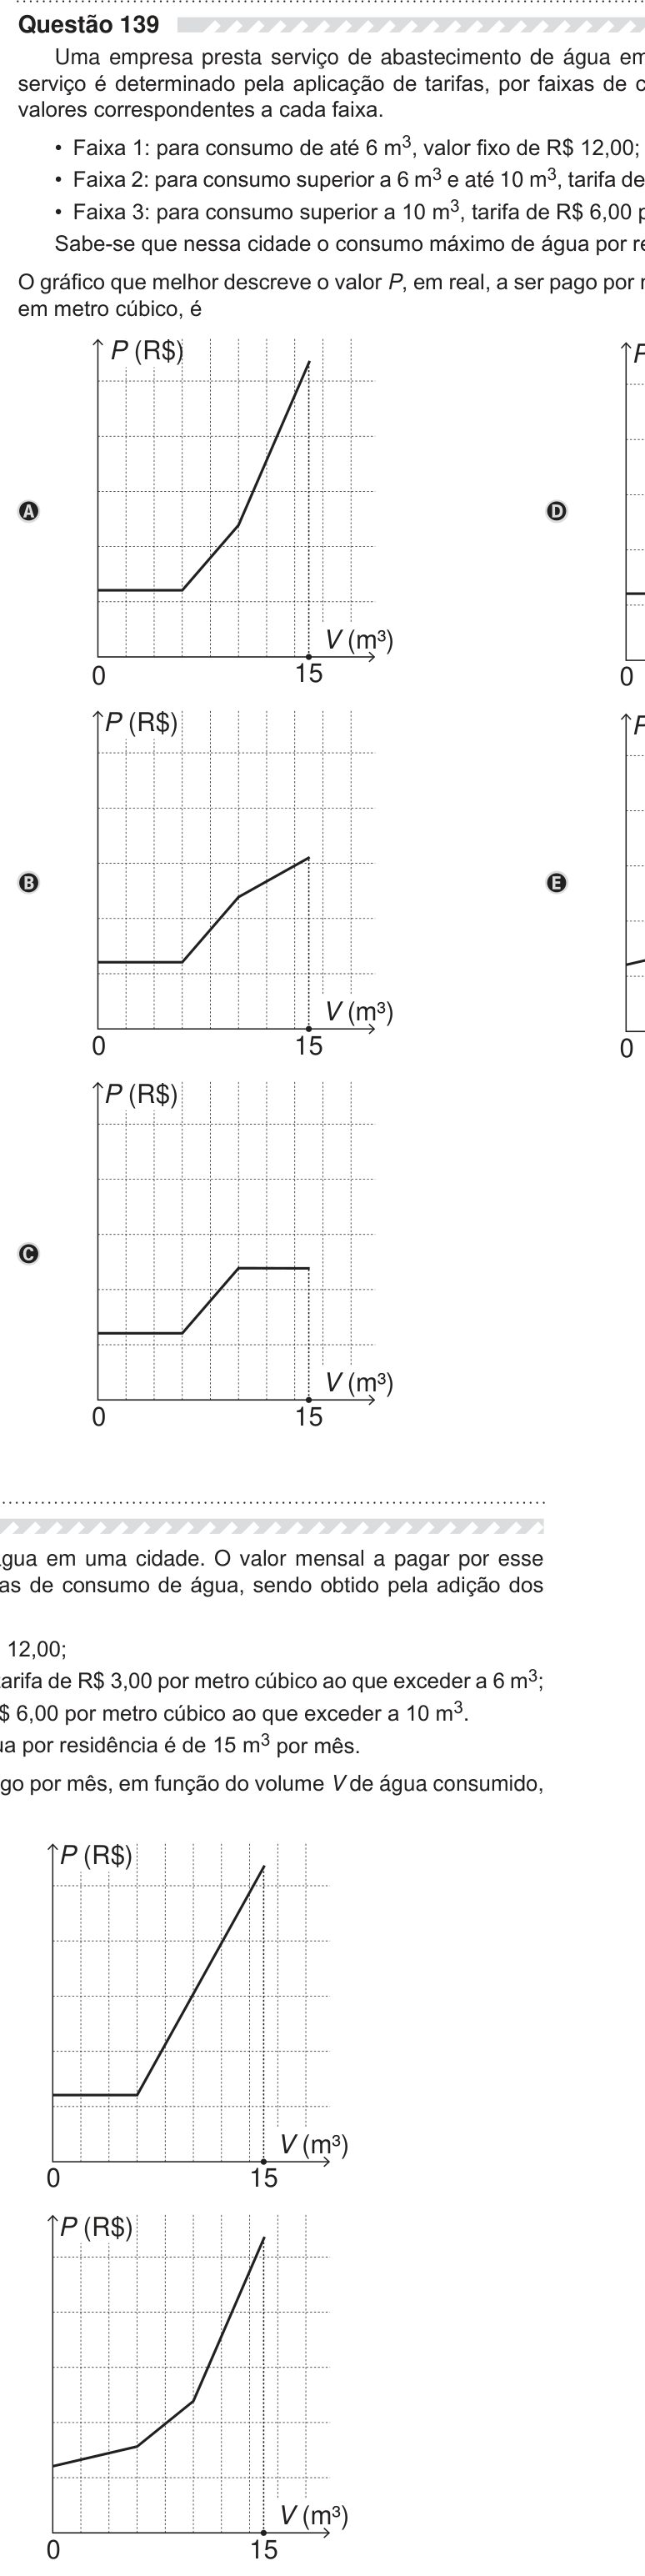 Questão 139
Uma empresa presta serviço de abastecimento de água em
serviço é determinado pela aplicação de tarifas, por faixas de c
valores correspondentes a cada faixa.
• Faixa 1: para consumo de até 6 m³, valor fixo de R$ 12,00;
• Faixa 2: para consumo superior a 6 m³ e até 10 m³, tarifa de
• Faixa 3: para consumo superior a 10 m³, tarifa de R$ 6,00 p
Sabe-se que nessa cidade o consumo máximo de água por re
O gráfico que melhor descreve o valor P, em real, a ser pago por m
em metro cúbico, é
P (R$)
P
A
D
V (m³)
0
15
0
P (R$)
P
B
E
V (m³)
0
15
0
P (R$)
C
V (m³)
0
15
água em uma cidade. O valor mensal a pagar por esse
as de consumo de água, sendo obtido pela adição dos
12,00;
tarifa de R$ 3,00 por metro cúbico ao que exceder a 6 m³;
$ 6,00 por metro cúbico ao que exceder a 10 m³.
ua por residência é de 15 m³ por mês.
go por mês, em função do volume V de água consumido,
P (R$)
V (m³)
0
15
P (R$)
V (m³)
0
15